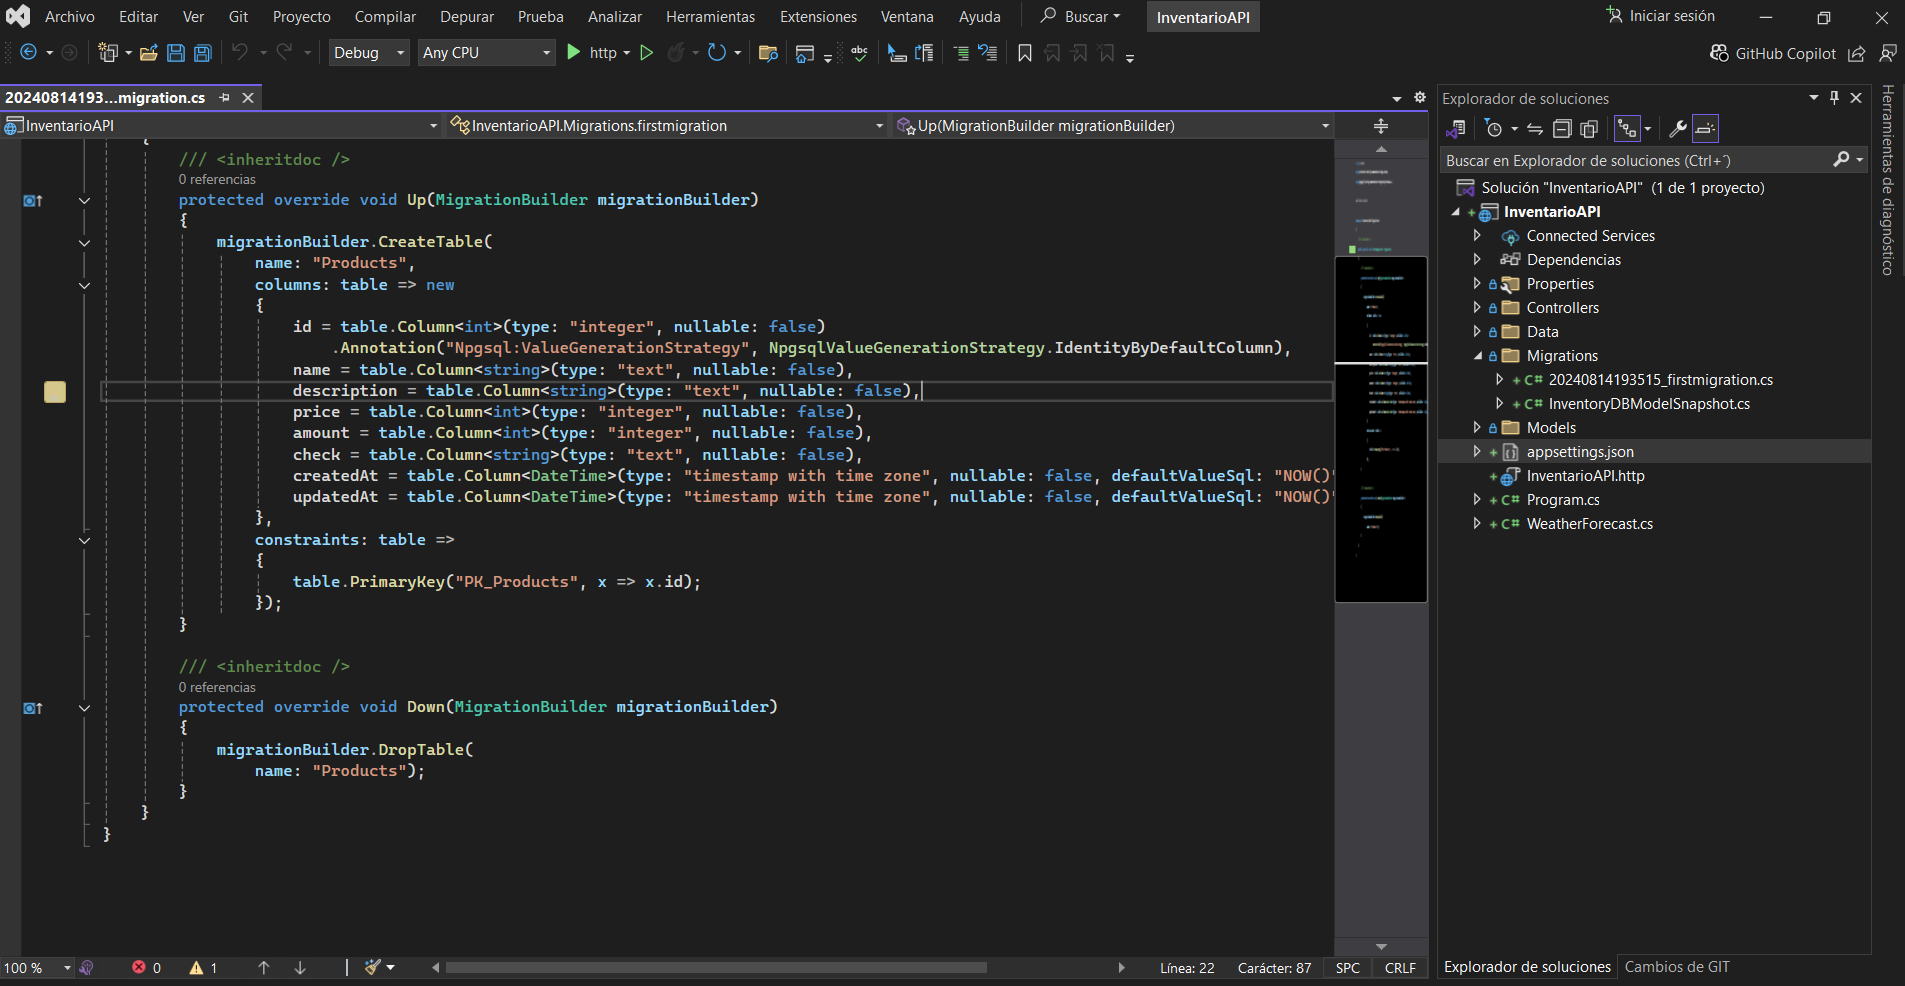 Archivo Editar Ver Git Proyecto Compilar Depurar Prueba Analizar Herramientas Extensiones Ventana Ayuda Buscar InventarioAPI Iniciar sesión
Debug Any CPU http abc GitHub Copilot
20240814193...migration.cs
InventarioAPI InventarioAPI.Migrations.firstmigration Up(MigrationBuilder migrationBuilder)
{
/// <inheritdoc />
0 referencias
protected override void Up(MigrationBuilder migrationBuilder)
{
migrationBuilder.CreateTable(
name: "Products",
columns: table => new
{
id = table.Column<int>(type: "integer", nullable: false)
.Annotation("Npgsql:ValueGenerationStrategy", NpgsqlValueGenerationStrategy.IdentityByDefaultColumn),
name = table.Column<string>(type: "text", nullable: false),
description = table.Column<string>(type: "text", nullable: false),
price = table.Column<int>(type: "integer", nullable: false),
amount = table.Column<int>(type: "integer", nullable: false),
check = table.Column<string>(type: "text", nullable: false),
createdAt = table.Column<DateTime>(type: "timestamp with time zone", nullable: false, defaultValueSql: "NOW()"
updatedAt = table.Column<DateTime>(type: "timestamp with time zone", nullable: false, defaultValueSql: "NOW()"
},
constraints: table =>
{
table.PrimaryKey("PK_Products", x => x.id);
});
}
/// <inheritdoc />
0 referencias
protected override void Down(MigrationBuilder migrationBuilder)
{
migrationBuilder.DropTable(
name: "Products");
}
}
}
100 % 0 1 Línea: 22 Carácter: 87 SPC CRLF
Explorador de soluciones
Buscar en Explorador de soluciones (Ctrl+´)
Solución "InventarioAPI" (1 de 1 proyecto)
InventarioAPI
Connected Services
Dependencias
Properties
Controllers
Data
Migrations
C# 20240814193515_firstmigration.cs
C# InventoryDBModelSnapshot.cs
Models
appsettings.json
InventarioAPI.http
C# Program.cs
C# WeatherForecast.cs
Explorador de soluciones Cambios de GIT
Herramientas de diagnóstico